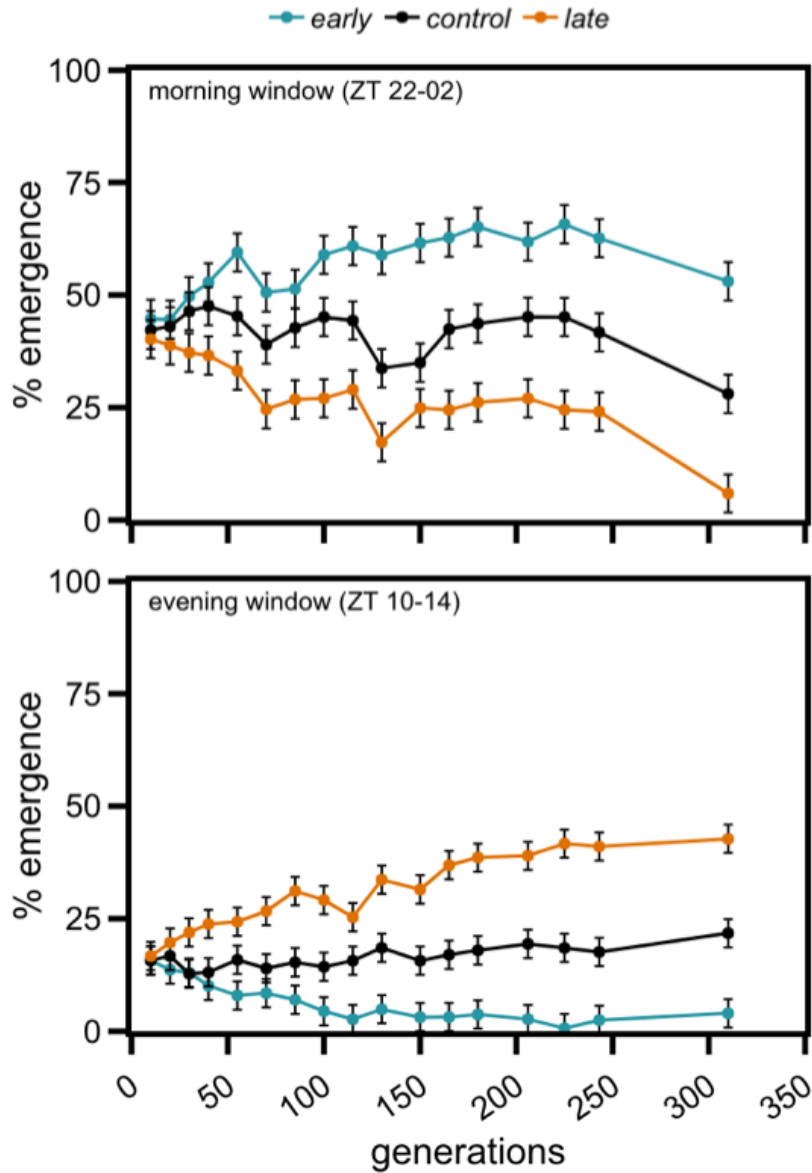 early control late
100
morning window (ZT 22-02)
75
50
25
0
% emergence
100
evening window (ZT 10-14)
75
50
25
0
% emergence
0 50 100 150 200 250 300 350
generations